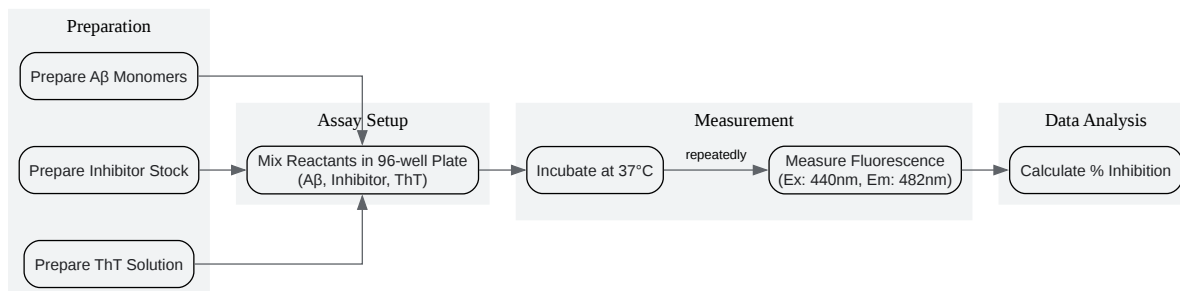 Preparation
Prepare Aβ Monomers
Prepare Inhibitor Stock
Prepare ThT Solution
Assay Setup
Mix Reactants in 96-well Plate
(Aβ, Inhibitor, ThT)
Measurement
Incubate at 37°C
repeatedly
Measure Fluorescence
(Ex: 440nm, Em: 482nm)
Data Analysis
Calculate % Inhibition